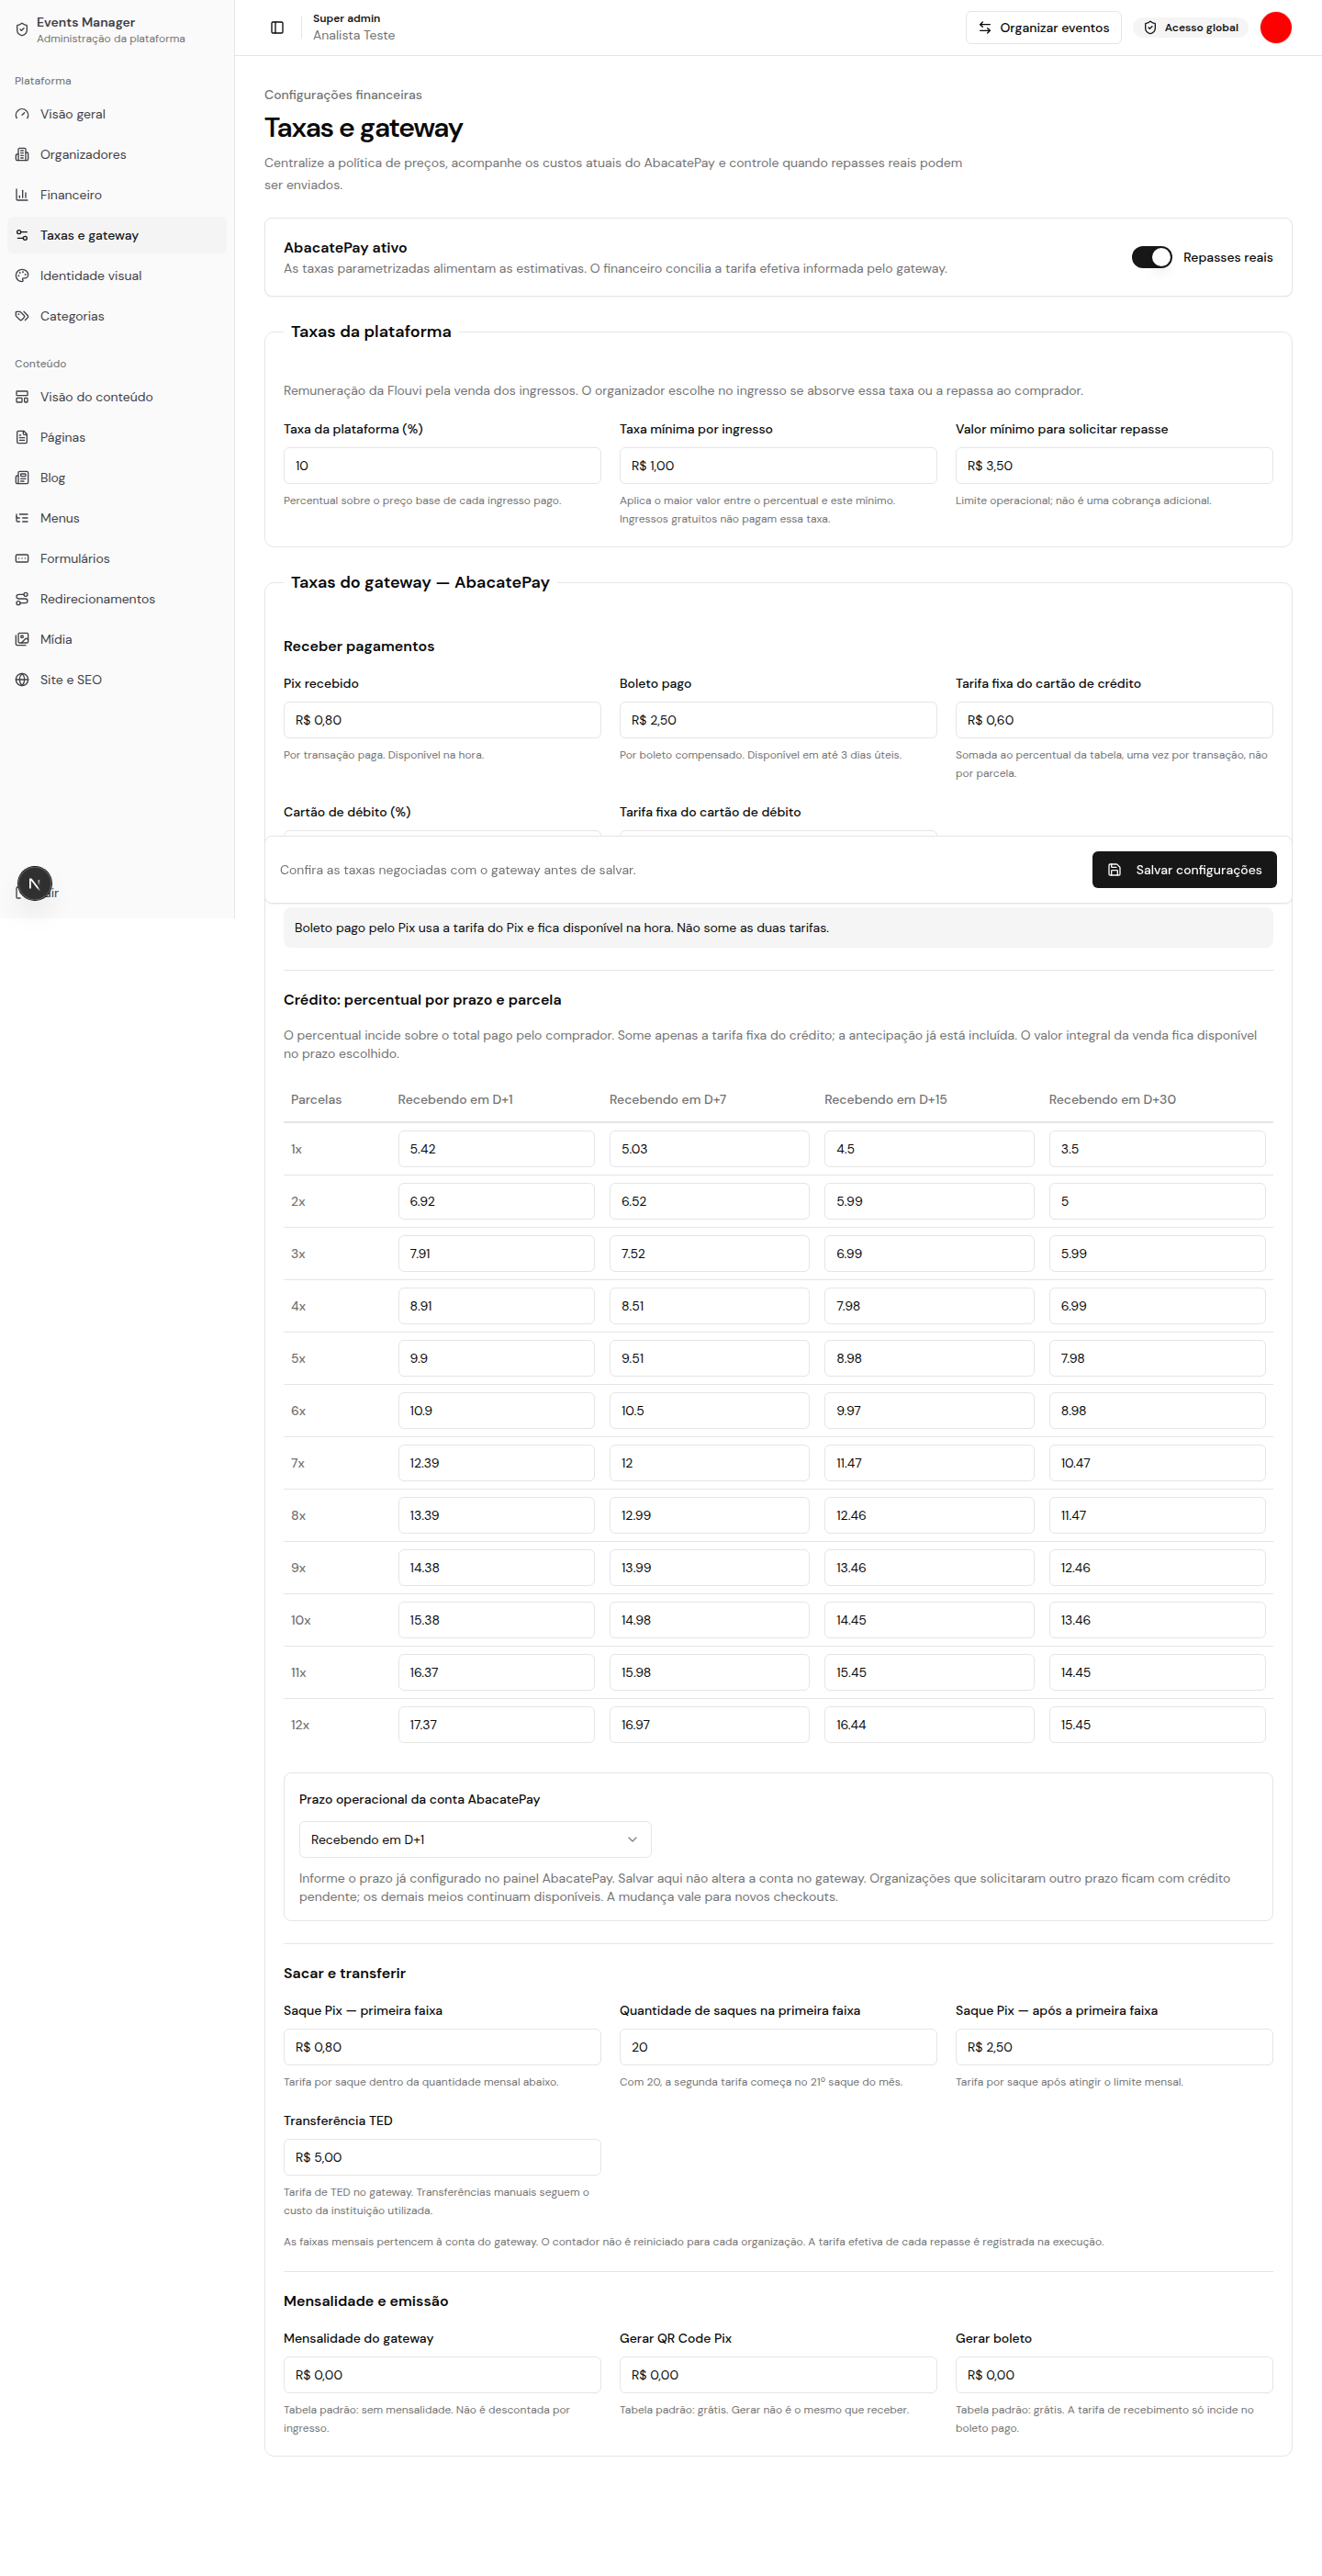 Events Manager
Administração da plataforma
Plataforma
Visão geral
Organizadores
Financeiro
Taxas e gateway
Identidade visual
Categorias
Conteúdo
Visão do conteúdo
Páginas
Blog
Menus
Formulários
Redirecionamentos
Mídia
Site e SEO
N
Super admin
Analista Teste
Organizar eventos
Acesso global
Configurações financeiras
Taxas e gateway
Centralize a política de preços, acompanhe os custos atuais do AbacatePay e controle quando repasses reais podem
ser enviados.
AbacatePay ativo
As taxas parametrizadas alimentam as estimativas. O financeiro concilia a tarifa efetiva informada pelo gateway.
Repasses reais
Taxas da plataforma
Remuneração da Flouvi pela venda dos ingressos. O organizador escolhe no ingresso se absorve essa taxa ou a repassa ao comprador.
Taxa da plataforma (%)
10
Percentual sobre o preço base de cada ingresso pago.
Taxa mínima por ingresso
R$ 1,00
Aplica o maior valor entre o percentual e este mínimo.
Ingressos gratuitos não pagam essa taxa.
Valor mínimo para solicitar repasse
R$ 3,50
Limite operacional; não é uma cobrança adicional.
Taxas do gateway — AbacatePay
Receber pagamentos
Pix recebido
R$ 0,80
Por transação paga. Disponível na hora.
Boleto pago
R$ 2,50
Por boleto compensado. Disponível em até 3 dias úteis.
Tarifa fixa do cartão de crédito
R$ 0,60
Somada ao percentual da tabela, uma vez por transação, não
por parcela.
Cartão de débito (%)
Tarifa fixa do cartão de débito
Confira as taxas negociadas com o gateway antes de salvar.
Salvar configurações
Boleto pago pelo Pix usa a tarifa do Pix e fica disponível na hora. Não some as duas tarifas.
Crédito: percentual por prazo e parcela
O percentual incide sobre o total pago pelo comprador. Some apenas a tarifa fixa do crédito; a antecipação já está incluída. O valor integral da venda fica disponível
no prazo escolhido.
Parcelas Recebendo em D+1 Recebendo em D+7 Recebendo em D+15 Recebendo em D+30
1x 5.42 5.03 4.5 3.5
2x 6.92 6.52 5.99 5
3x 7.91 7.52 6.99 5.99
4x 8.91 8.51 7.98 6.99
5x 9.9 9.51 8.98 7.98
6x 10.9 10.5 9.97 8.98
7x 12.39 12 11.47 10.47
8x 13.39 12.99 12.46 11.47
9x 14.38 13.99 13.46 12.46
10x 15.38 14.98 14.45 13.46
11x 16.37 15.98 15.45 14.45
12x 17.37 16.97 16.44 15.45
Prazo operacional da conta AbacatePay
Recebendo em D+1
Informe o prazo já configurado no painel AbacatePay. Salvar aqui não altera a conta no gateway. Organizações que solicitaram outro prazo ficam com crédito
pendente; os demais meios continuam disponíveis. A mudança vale para novos checkouts.
Sacar e transferir
Saque Pix — primeira faixa
R$ 0,80
Tarifa por saque dentro da quantidade mensal abaixo.
Quantidade de saques na primeira faixa
20
Com 20, a segunda tarifa começa no 21º saque do mês.
Saque Pix — após a primeira faixa
R$ 2,50
Tarifa por saque após atingir o limite mensal.
Transferência TED
R$ 5,00
Tarifa de TED no gateway. Transferências manuais seguem o
custo da instituição utilizada.
As faixas mensais pertencem à conta do gateway. O contador não é reiniciado para cada organização. A tarifa efetiva de cada repasse é registrada na execução.
Mensalidade e emissão
Mensalidade do gateway
R$ 0,00
Tabela padrão: sem mensalidade. Não é descontada por
ingresso.
Gerar QR Code Pix
R$ 0,00
Tabela padrão: grátis. Gerar não é o mesmo que receber.
Gerar boleto
R$ 0,00
Tabela padrão: grátis. A tarifa de recebimento só incide no
boleto pago.